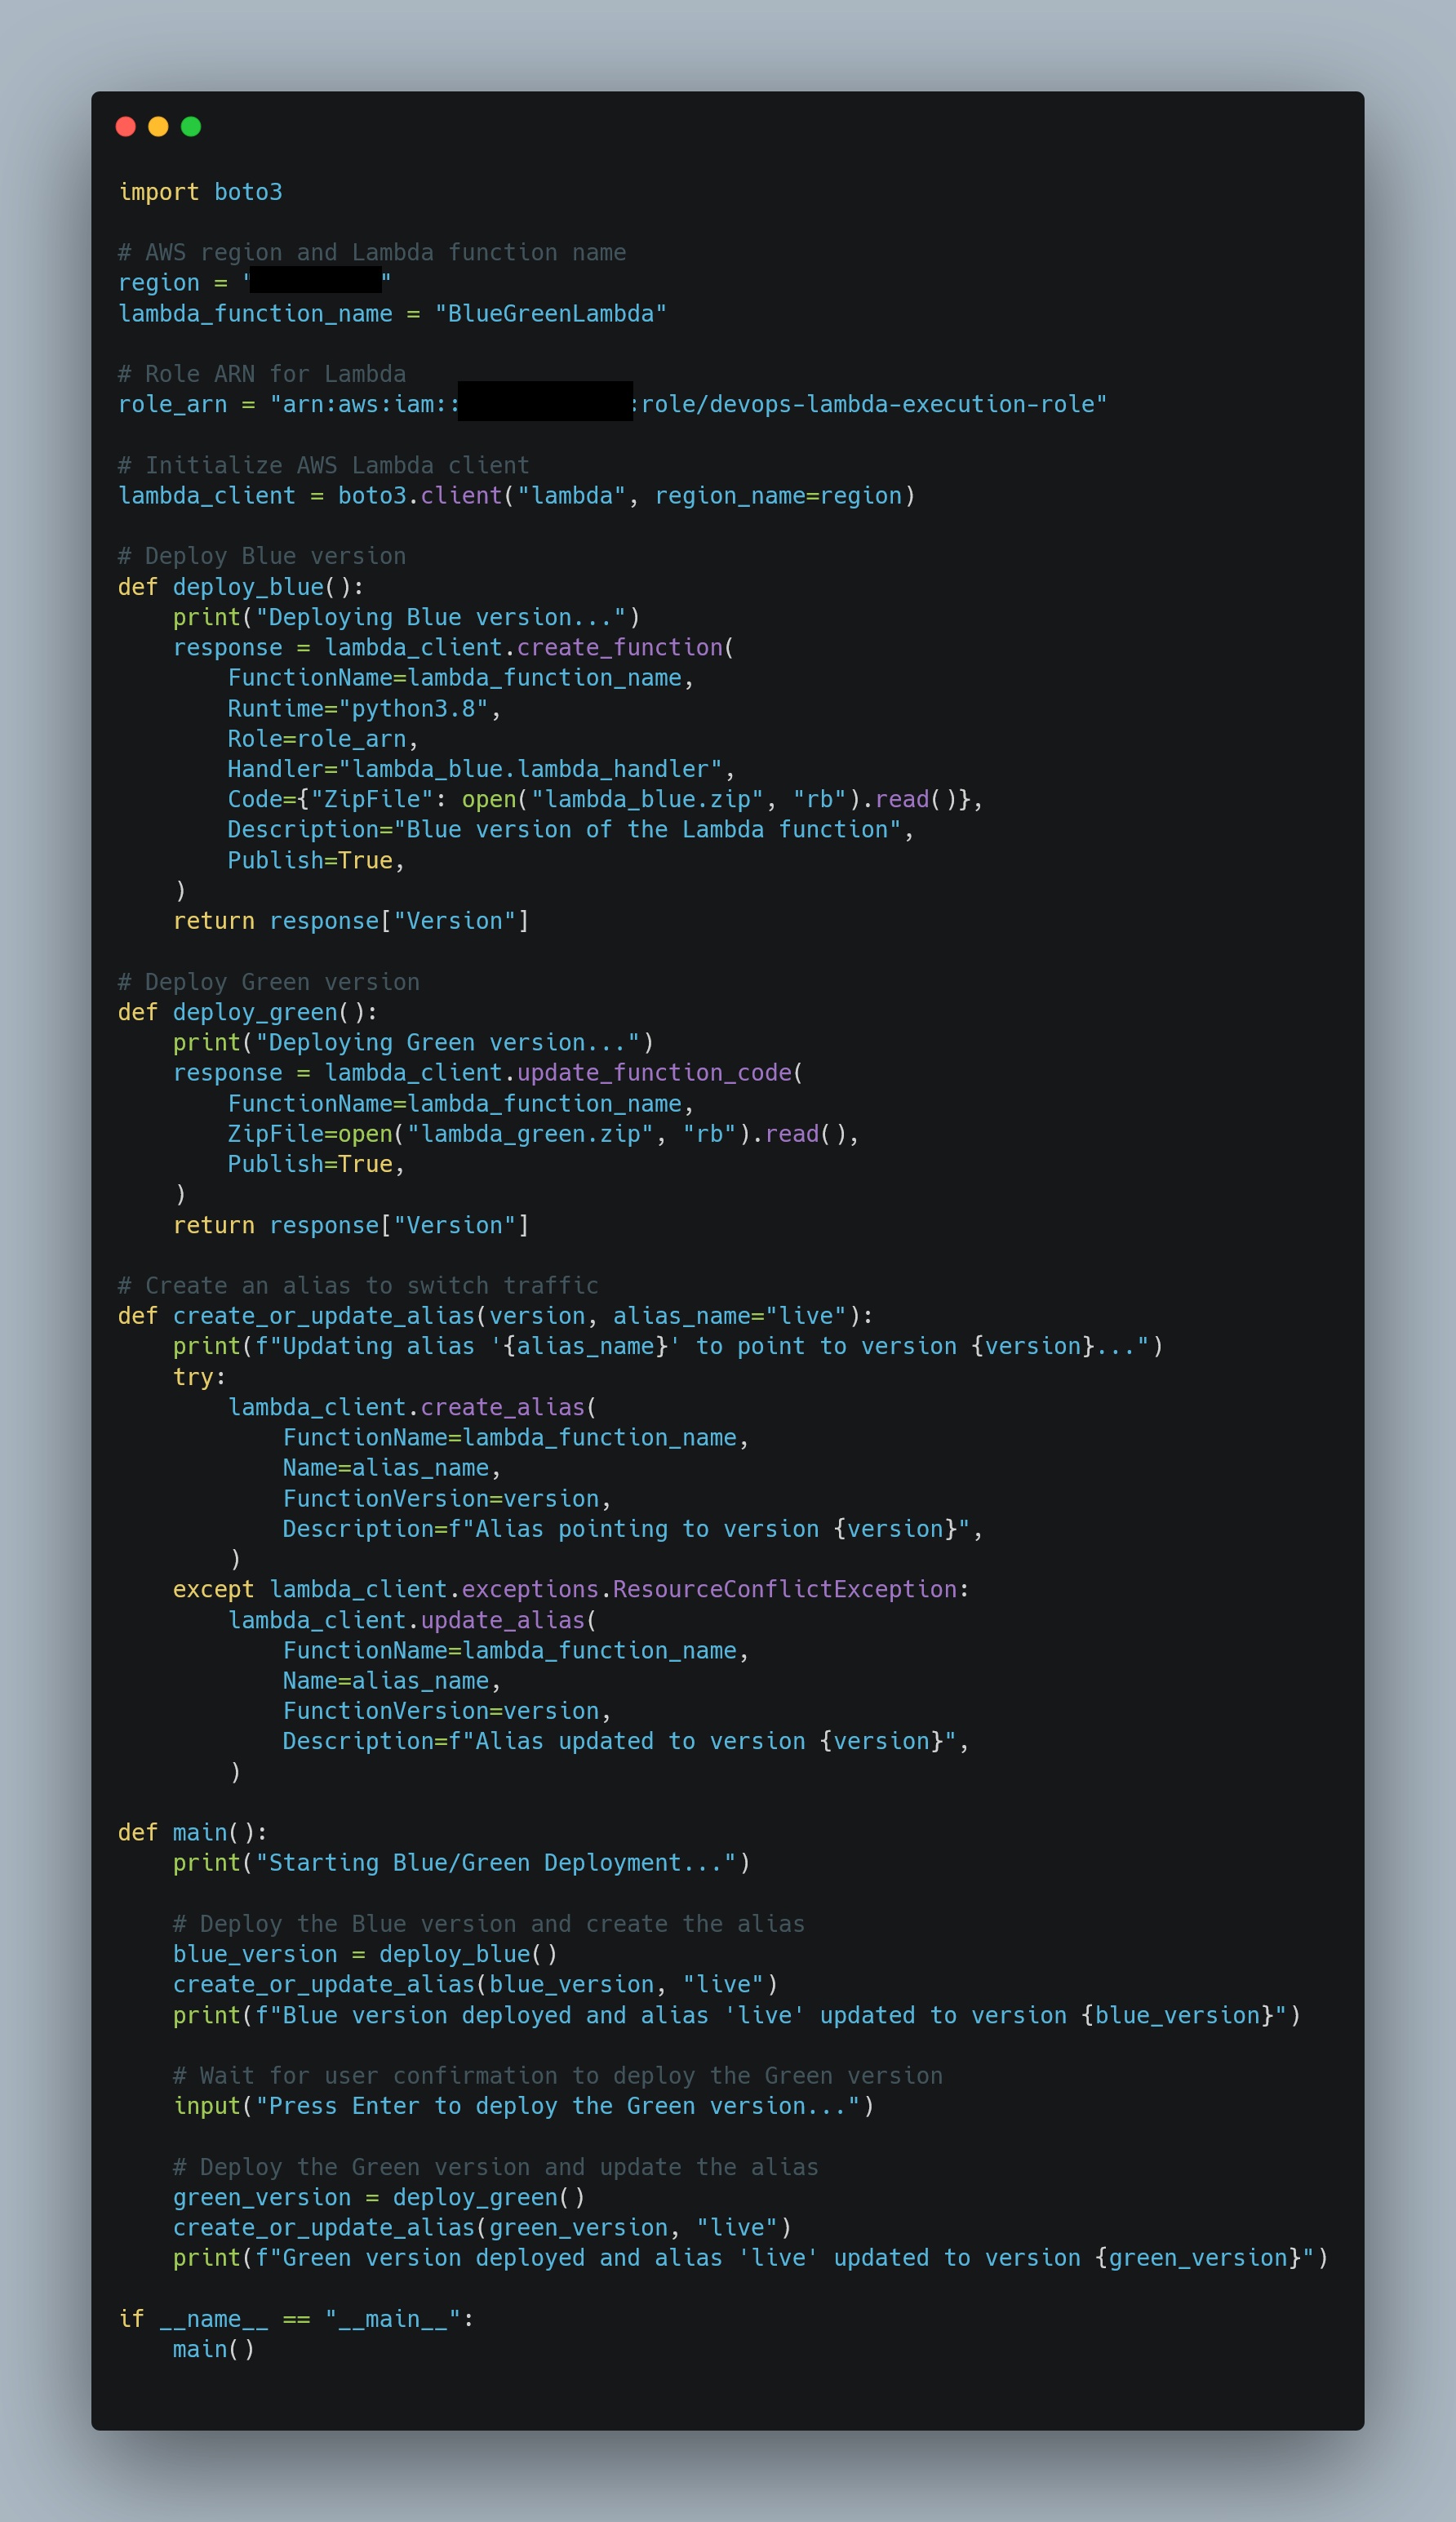 import boto3

# AWS region and Lambda function name
region = ""
lambda_function_name = "BlueGreenLambda"

# Role ARN for Lambda
role_arn = "arn:aws:iam:::role/devops-lambda-execution-role"

# Initialize AWS Lambda client
lambda_client = boto3.client("lambda", region_name=region)

# Deploy Blue version
def deploy_blue():
    print("Deploying Blue version...")
    response = lambda_client.create_function(
        FunctionName=lambda_function_name,
        Runtime="python3.8",
        Role=role_arn,
        Handler="lambda_blue.lambda_handler",
        Code={"ZipFile": open("lambda_blue.zip", "rb").read()},
        Description="Blue version of the Lambda function",
        Publish=True,
    )
    return response["Version"]

# Deploy Green version
def deploy_green():
    print("Deploying Green version...")
    response = lambda_client.update_function_code(
        FunctionName=lambda_function_name,
        ZipFile=open("lambda_green.zip", "rb").read(),
        Publish=True,
    )
    return response["Version"]

# Create an alias to switch traffic
def create_or_update_alias(version, alias_name="live"):
    print(f"Updating alias '{alias_name}' to point to version {version}...")
    try:
        lambda_client.create_alias(
            FunctionName=lambda_function_name,
            Name=alias_name,
            FunctionVersion=version,
            Description=f"Alias pointing to version {version}",
        )
    except lambda_client.exceptions.ResourceConflictException:
        lambda_client.update_alias(
            FunctionName=lambda_function_name,
            Name=alias_name,
            FunctionVersion=version,
            Description=f"Alias updated to version {version}",
        )

def main():
    print("Starting Blue/Green Deployment...")

    # Deploy the Blue version and create the alias
    blue_version = deploy_blue()
    create_or_update_alias(blue_version, "live")
    print(f"Blue version deployed and alias 'live' updated to version {blue_version}")

    # Wait for user confirmation to deploy the Green version
    input("Press Enter to deploy the Green version...")

    # Deploy the Green version and update the alias
    green_version = deploy_green()
    create_or_update_alias(green_version, "live")
    print(f"Green version deployed and alias 'live' updated to version {green_version}")

if __name__ == "__main__":
    main()